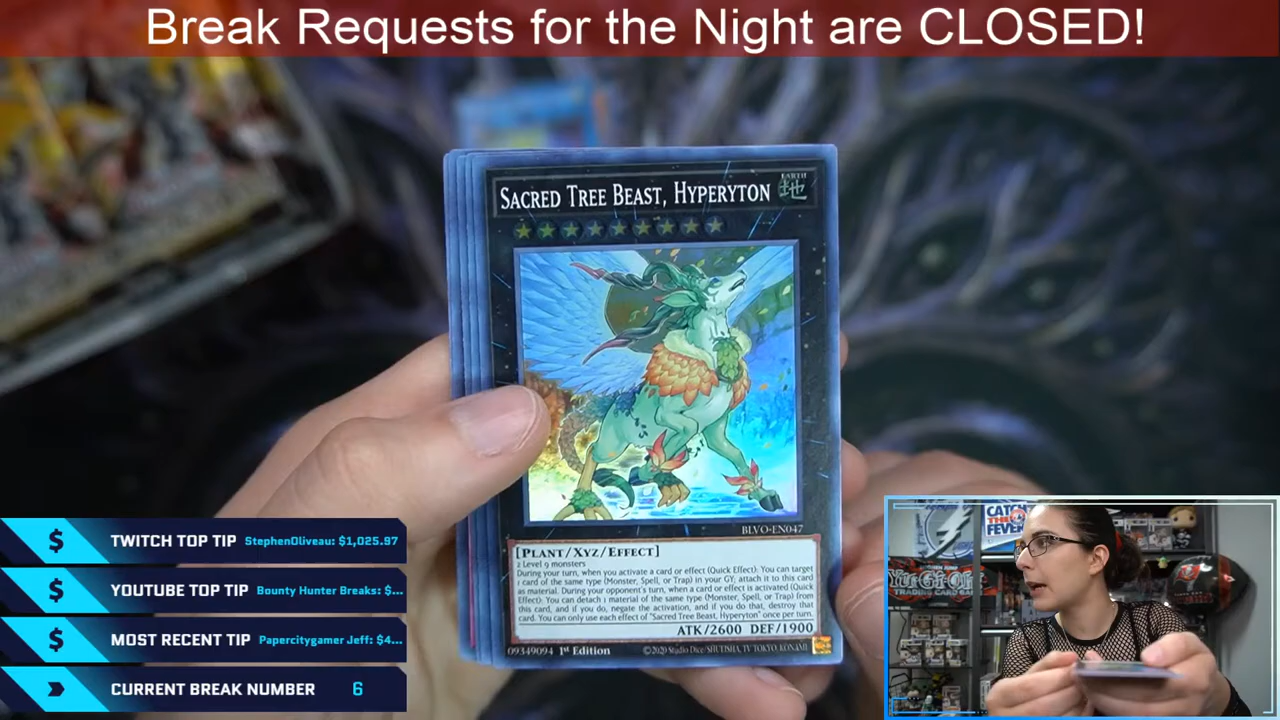 Break Requests for the Night are CLOSED!
SACRED TREE BEAST, HYPERYTON
EARTH
地
BLVO-EN047
[PLANT/XYZ/EFFECT]
2 Level 9 monsters
During your turn, when you activate a card or effect (Quick Effect): You can target
1 card of the same type (Monster, Spell, or Trap) in your GY; attach it to this card
as material. During your opponent's turn, when a card or effect is activated (Quick
Effect): You can detach 1 material of the same type (Monster, Spell, or Trap) from
this card, and if you do, negate the activation, and if you do that, destroy that
card. You can only use each effect of "Sacred Tree Beast, Hyperyton" once per turn.
ATK/2600 DEF/1900
09349094 1st Edition
©2020 Studio Dice/SHUEISHA, TV TOKYO, KONAMI
$ TWITCH TOP TIP StephenOliveau: $1,025.97
$ YOUTUBE TOP TIP Bounty Hunter Breaks: $...
$ MOST RECENT TIP Papercitygamer Jeff: $4...
CURRENT BREAK NUMBER 6
CATCH
THE
FEVER
Yu-Gi-Oh!
TRADING CARD GAME